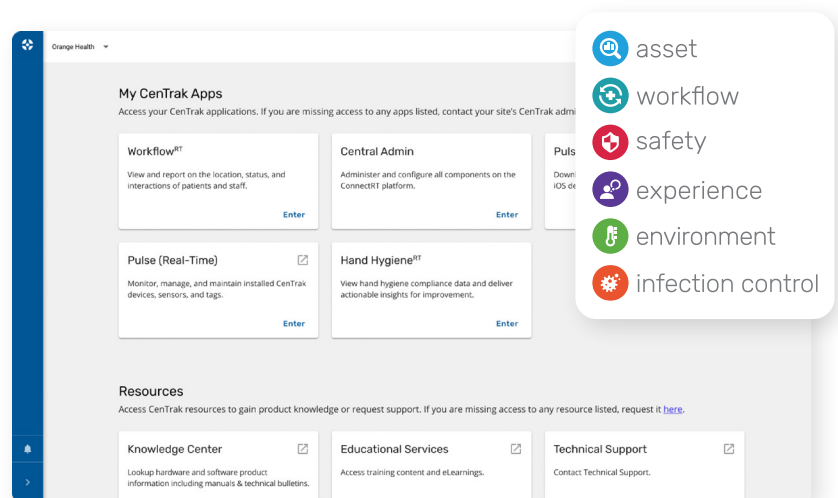 Orange Health
My CenTrak Apps
Access your CenTrak applications. If you are missing access to any apps listed, contact your site's CenTrak
Workflow^RT
View and report on the location, status, and
interactions of patients and staff.
Enter
Central Admin
Administer and configure all components on the
ConnectRT platform.
Enter
iOS
Pulse (Real-Time)
Monitor, manage, and maintain installed CenTrak
devices, sensors, and tags.
Enter
Hand Hygiene^RT
View hand hygiene compliance data and deliver
actionable insights for improvement.
Enter
asset
workflow
safety
experience
environment
infection control
Resources
Access CenTrak resources to gain product knowledge or request support. If you are missing access to any resource listed, request it here.
Knowledge Center
Lookup hardware and software product
information including manuals & technical bulletins.
Educational Services
Access training content and eLearnings.
Technical Support
Contact Technical Support.